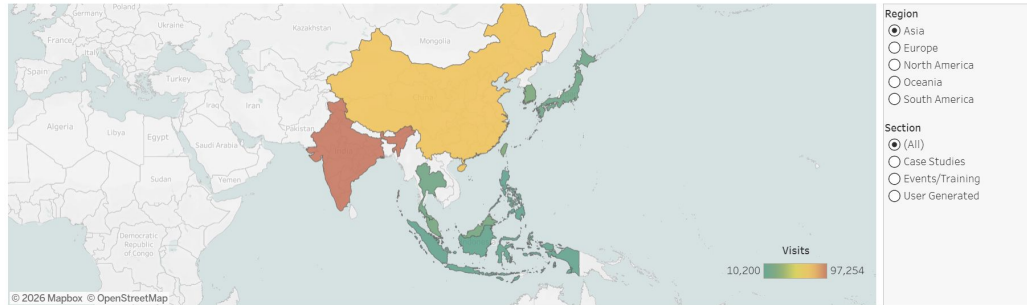 Germany
Poland
Ukraine
France
Kazakhstan
Mongolia
Italy
Spain
Turkey
Iraq
Iran
Pakistan
Algeria
Libya
Egypt
Saudi Arabia
Sudan
Yemen
Democratic
Republic
of Congo
Visits
10,200
97,254
© 2026 Mapbox © OpenStreetMap
Region
Asia
Europe
North America
Oceania
South America
Section
(All)
Case Studies
Events/Training
User Generated